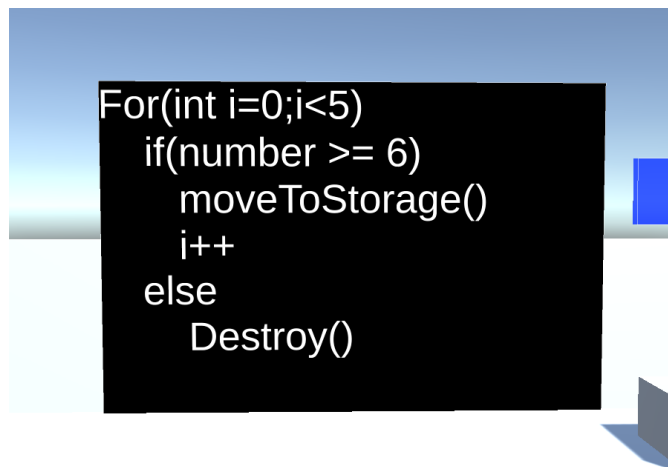 For(int i=0;i<5)
if(number >= 6)
moveToStorage()
i++
else
Destroy()